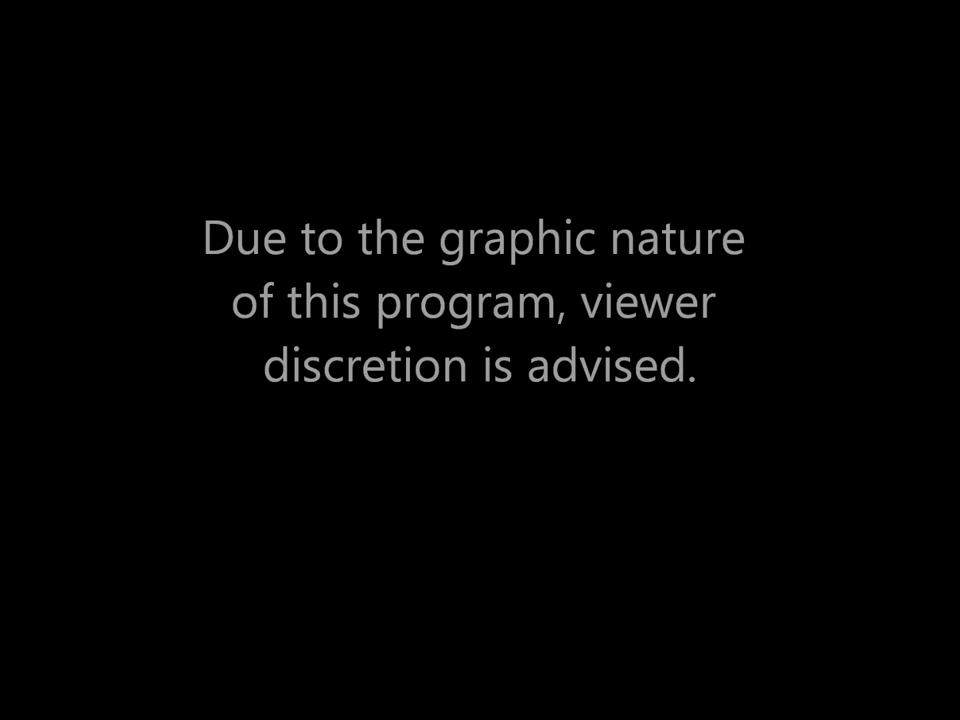 Due to the graphic nature
of this program, viewer
discretion is advised.